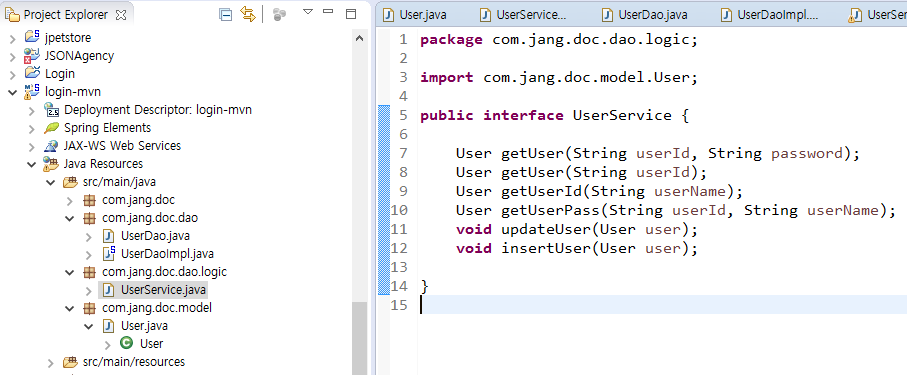 Project Explorer
jpetstore
JSONAgency
Login
login-mvn
Deployment Descriptor: login-mvn
Spring Elements
JAX-WS Web Services
Java Resources
src/main/java
com.jang.doc
com.jang.doc.dao
UserDao.java
UserDaoImpl.java
com.jang.doc.dao.logic
UserService.java
com.jang.doc.model
User.java
User
src/main/resources
User.java UserService... UserDao.java UserDaoImpl.... UserSer
1 package com.jang.doc.dao.logic;
2
3 import com.jang.doc.model.User;
4
5 public interface UserService {
6
7 User getUser(String userId, String password);
8 User getUser(String userId);
9 User getUserId(String userName);
10 User getUserPass(String userId, String userName);
11 void updateUser(User user);
12 void insertUser(User user);
13
14 }
15